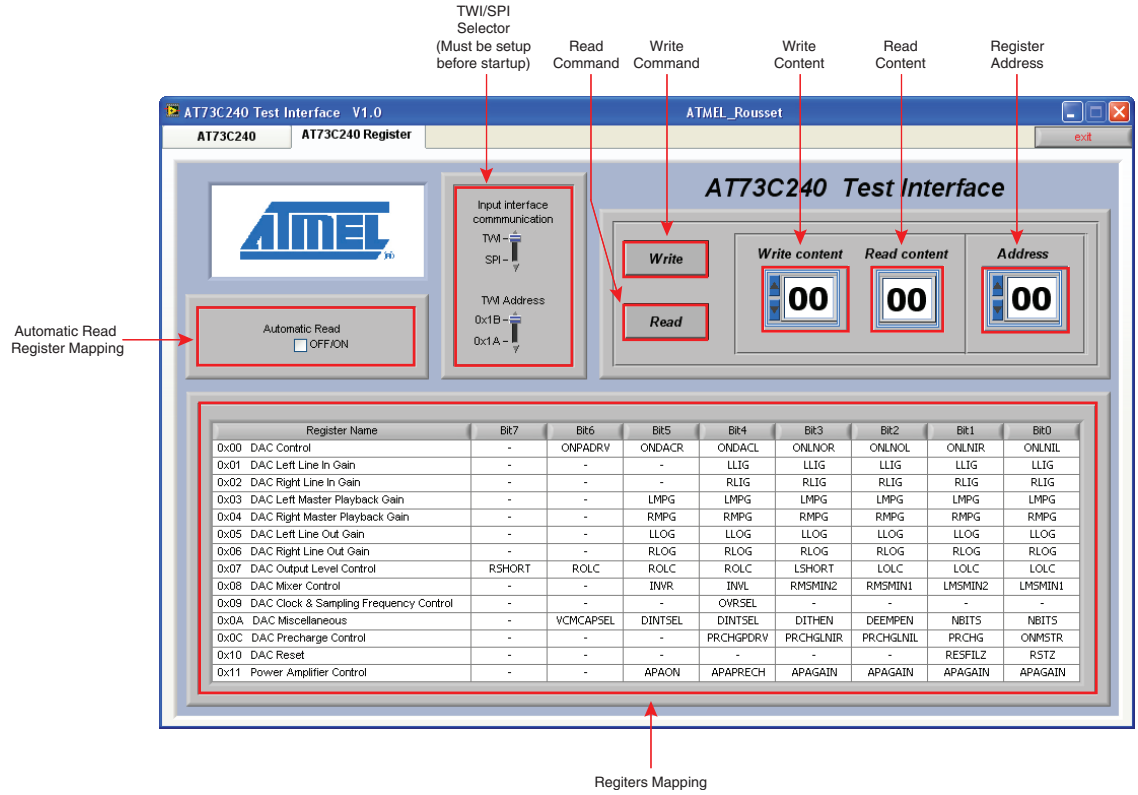 TWI/SPI
Selector
(Must be setup
before startup)
Read
Command
Write
Command
Write
Content
Read
Content
Register
Address
AT73C240 Test Interface V1.0 ATMEL_Rousset
AT73C240 AT73C240 Register exit
ATMEL
Input interface
commmunication
TWI
SPI
TWI Address
0x1B
0x1A
AT73C240 Test Interface
Write
Read
Write content Read content Address
00 00 00
Automatic Read
Register Mapping
Automatic Read
OFF/ON
Register Name Bit7 Bit6 Bit5 Bit4 Bit3 Bit2 Bit1 Bit0
0x00 DAC Control - ONPADRV ONDACR ONDACL ONLNOR ONLNOL ONLNIR ONLNIL
0x01 DAC Left Line In Gain - - - LLIG LLIG LLIG LLIG LLIG
0x02 DAC Right Line In Gain - - - RLIG RLIG RLIG RLIG RLIG
0x03 DAC Left Master Playback Gain - - LMPG LMPG LMPG LMPG LMPG LMPG
0x04 DAC Right Master Playback Gain - - RMPG RMPG RMPG RMPG RMPG RMPG
0x05 DAC Left Line Out Gain - - LLOG LLOG LLOG LLOG LLOG LLOG
0x06 DAC Right Line Out Gain - - RLOG RLOG RLOG RLOG RLOG RLOG
0x07 DAC Output Level Control RSHORT ROLC ROLC ROLC LSHORT LOLC LOLC LOLC
0x08 DAC Mixer Control - - INVR INVL RMSMIN2 RMSMIN1 LMSMIN2 LMSMIN1
0x09 DAC Clock & Sampling Frequency Control - - - OVRSEL - - - -
0x0A DAC Miscellaneous - VCMCAPSEL DINTSEL DINTSEL DITHEN DEEMPEN NBITS NBITS
0x0C DAC Precharge Control - - - PRCHGPDRV PRCHGLNIR PRCHGLNIL PRCHG ONMSTR
0x10 DAC Reset - - - - - - RESFILZ RSTZ
0x11 Power Amplifier Control - - APAON APAPRECH APAGAIN APAGAIN APAGAIN APAGAIN
Regiters Mapping